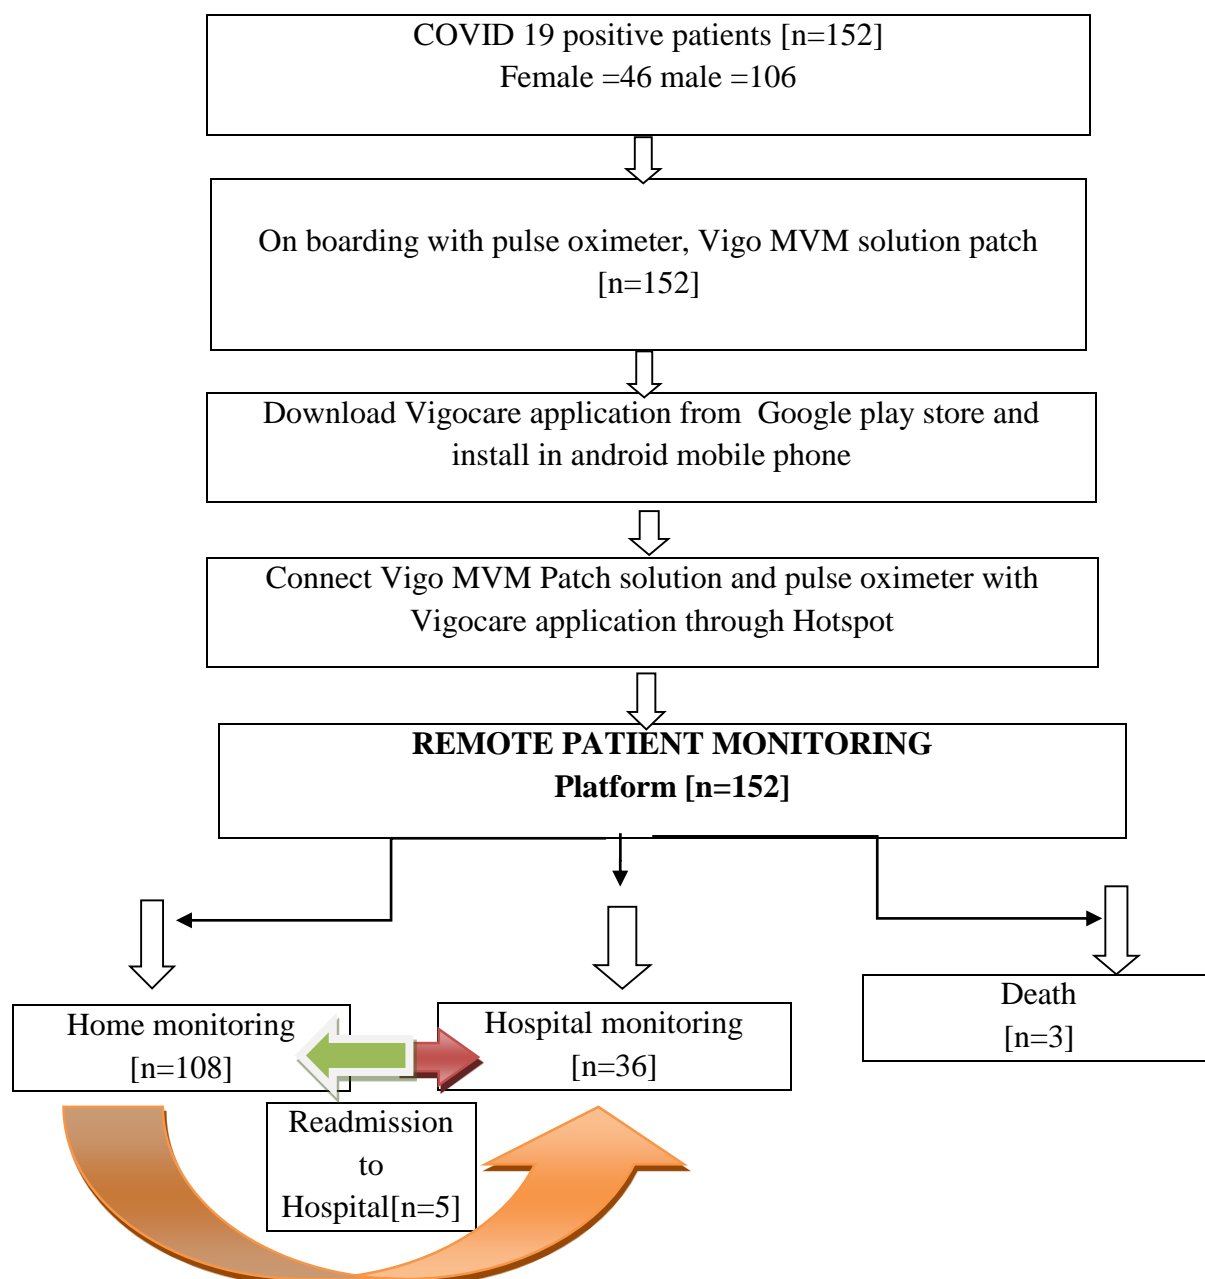 COVID 19 positive patients [n=152]
Female =46 male =106
On boarding with pulse oximeter, Vigo MVM solution patch
[n=152]
Download Vigocare application from Google play store and
install in android mobile phone
Connect Vigo MVM Patch solution and pulse oximeter with
Vigocare application through Hotspot
REMOTE PATIENT MONITORING
Platform [n=152]
Home monitoring
[n=108]
Hospital monitoring
[n=36]
Death
[n=3]
Readmission
to
Hospital[n=5]